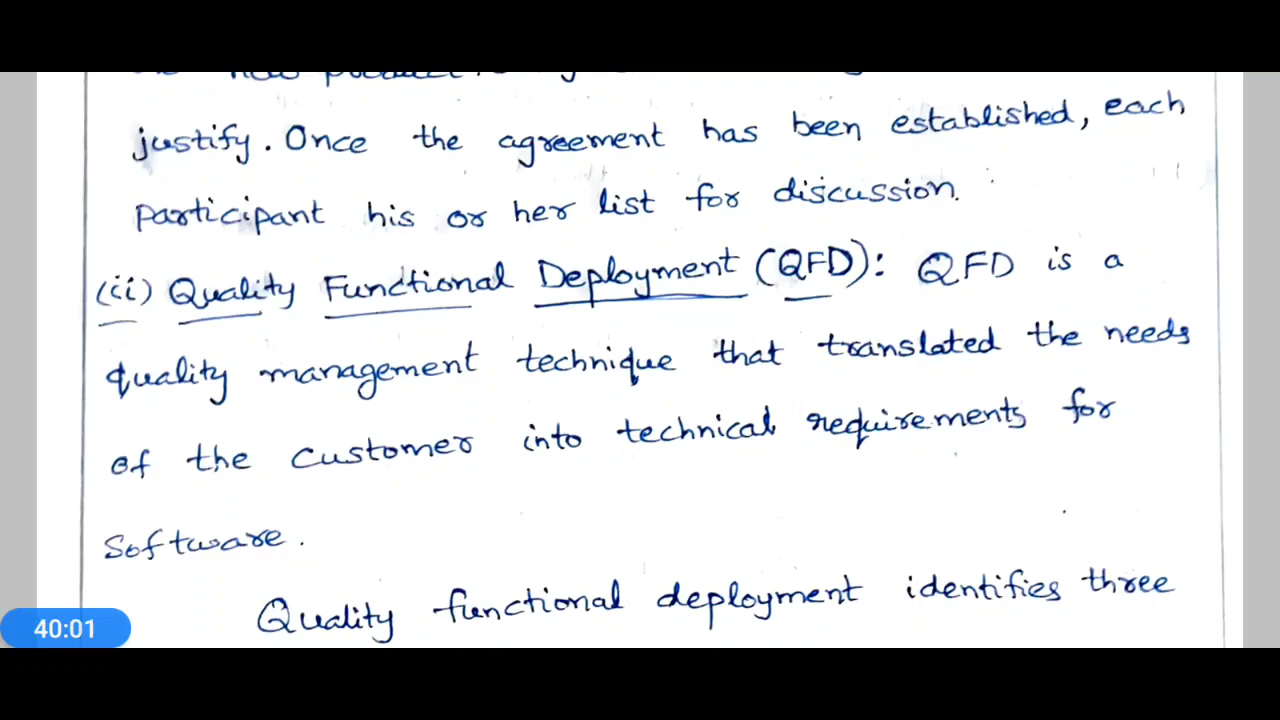 justify. Once the agreement has been established, each
participant his or her list for discussion.
(ii) Quality Functional Deployment (QFD): QFD is a
quality management technique that translated the needs
of the customer into technical requirements for
Software.
Quality functional deployment identifies three
40:01